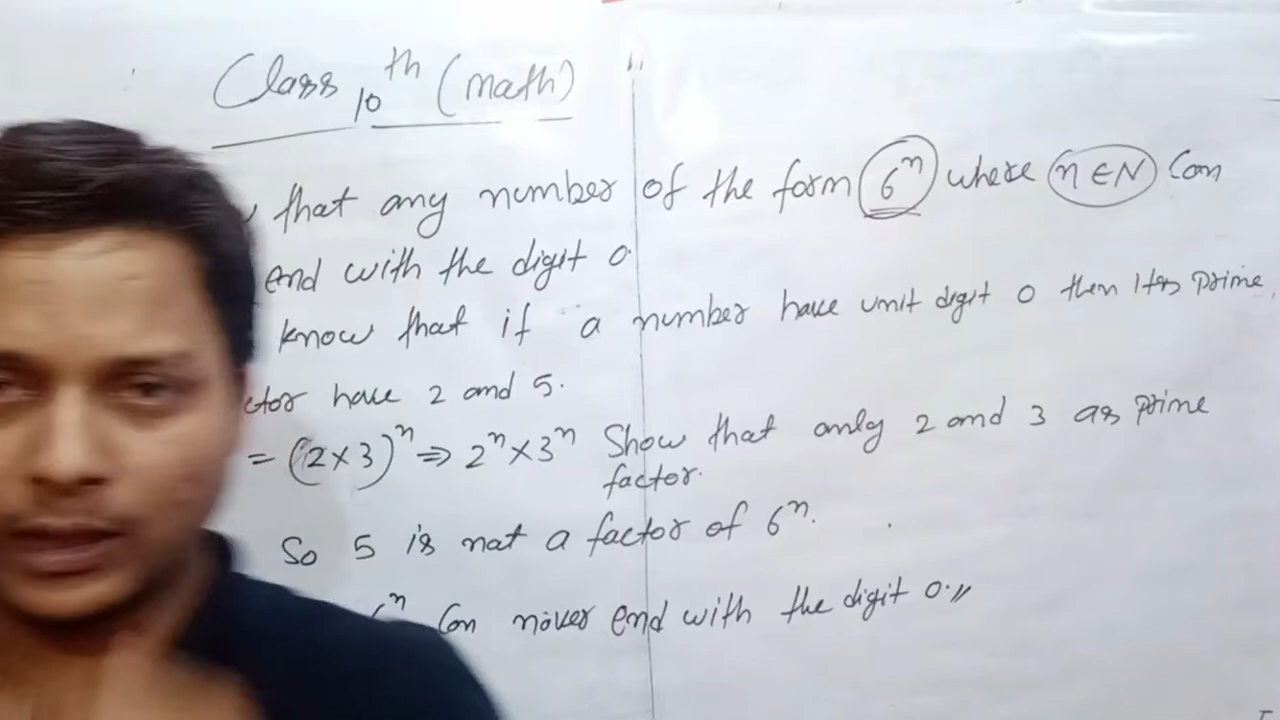 Class 10th (math)
that any number of the form 6ⁿ where n∈N Can
end with the digit 0.
know that if a number have unit digit 0 then its prime
ctor have 2 and 5.
= (2×3)ⁿ ⇒ 2ⁿ×3ⁿ Show that only 2 and 3 as prime
factor.
So 5 is not a factor of 6ⁿ.
6ⁿ Can never end with the digit 0.